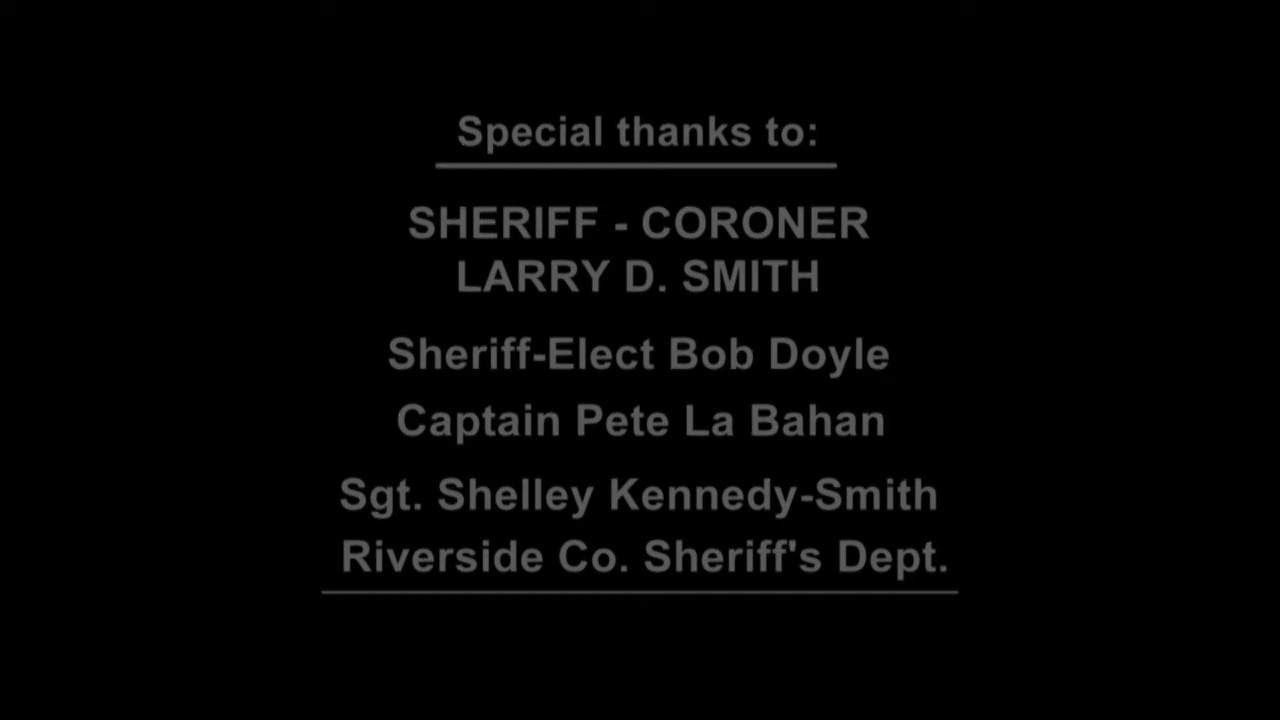 Special thanks to:
SHERIFF - CORONER
LARRY D. SMITH
Sheriff-Elect Bob Doyle
Captain Pete La Bahan
Sgt. Shelley Kennedy-Smith
Riverside Co. Sheriff's Dept.